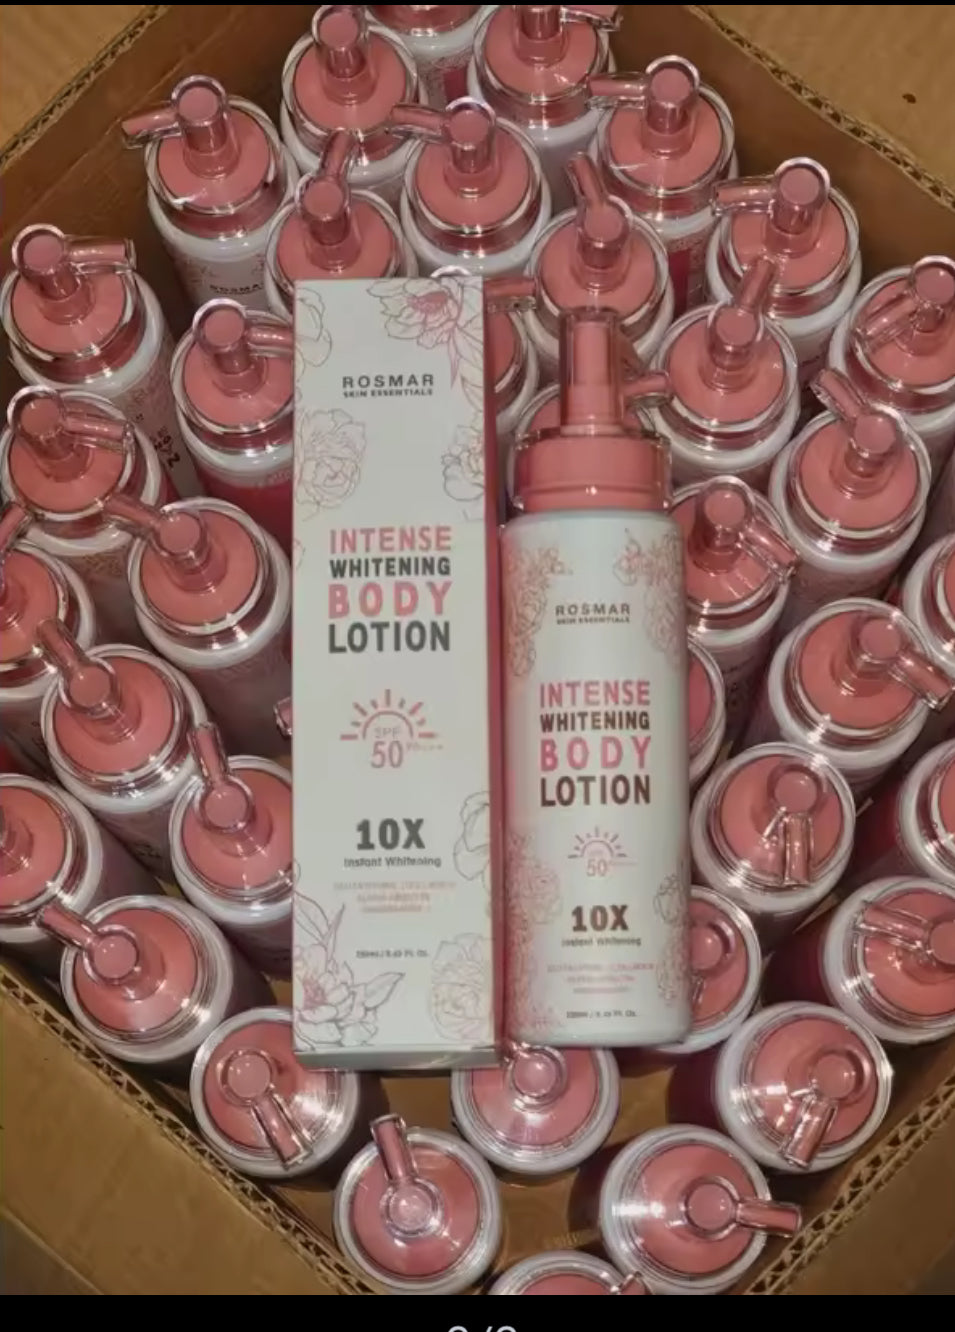 ROSMAR
ROSMAR
SKIN ESSENTIALS
INTENSE
WHITENING
BODY
LOTION
SPF
50
10X
Instant Whitening
ROSMAR
SKIN ESSENTIALS
INTENSE
WHITENING
BODY
LOTION
50
10X
Instant Whitening